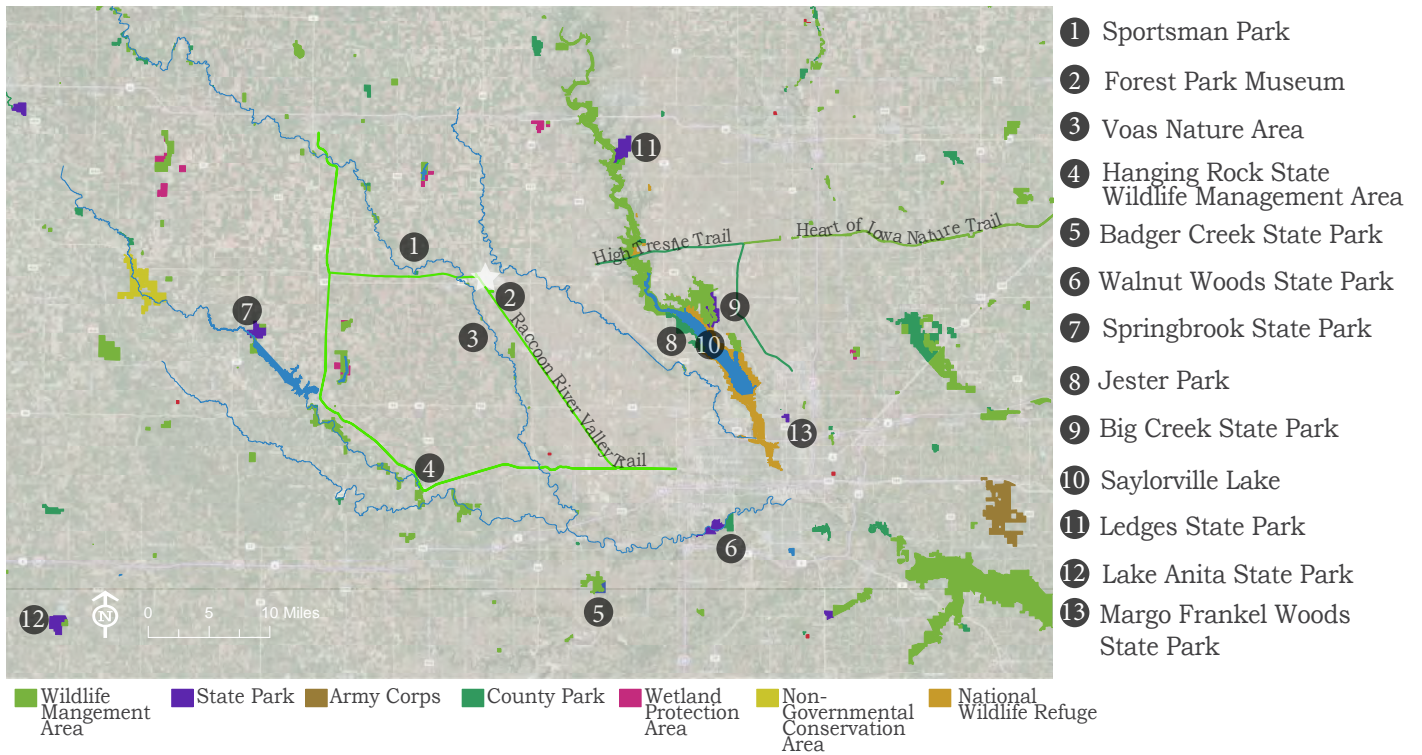 1 Sportsman Park
2 Forest Park Museum
3 Voas Nature Area
4 Hanging Rock State
Wildlife Management Area
5 Badger Creek State Park
6 Walnut Woods State Park
7 Springbrook State Park
8 Jester Park
9 Big Creek State Park
10 Saylorville Lake
11 Ledges State Park
12 Lake Anita State Park
13 Margo Frankel Woods
State Park
11
High Tresne Trail
Heart of Iowa Nature Trail
1
2
3
Raccoon River Valley Trail
7
9
8
10
13
4
6
5
12
N
0 5 10 Miles
Wildlife
Mangement
Area
State Park
Army Corps
County Park
Wetland
Protection
Area
Non-
Governmental
Conservation
Area
National
Wildlife Refuge